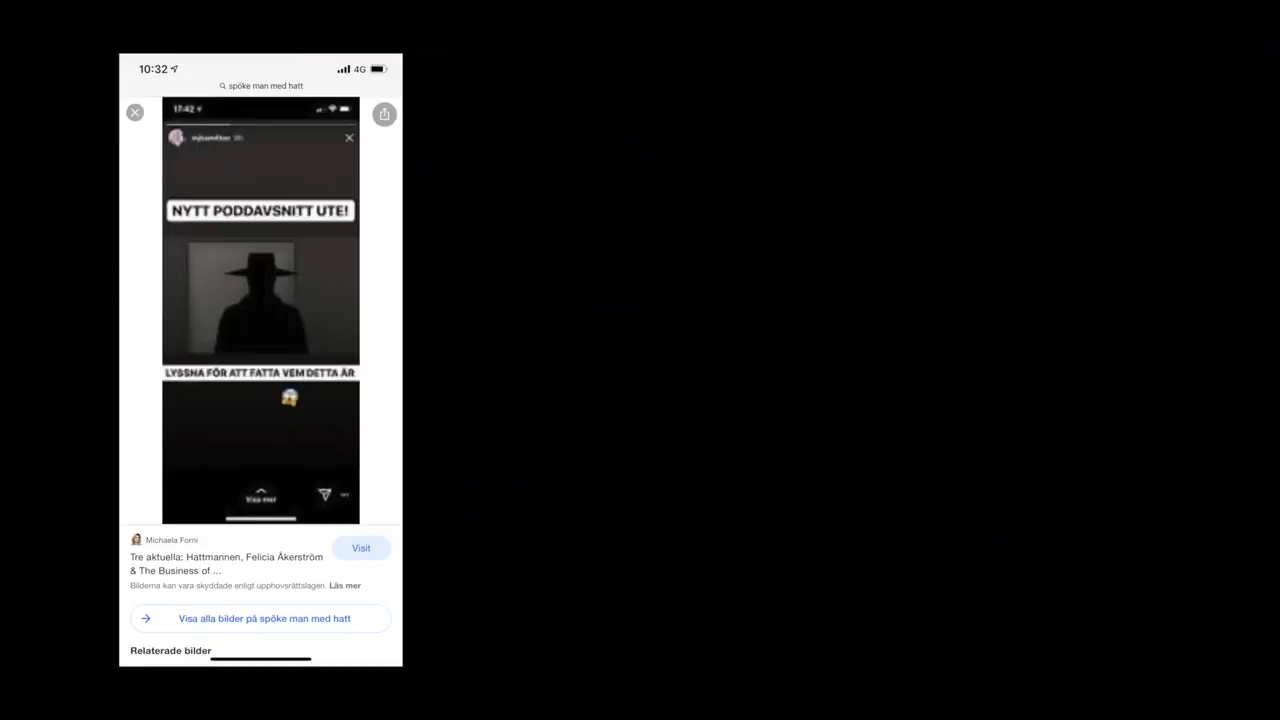 10:32
4G
spöke man med hatt
17:42
NYTT PODDAVSNITT UTE!
LYSSNA FÖR ATT FATTA VEM DETTA ÄR
Visa mer
Michaela Forni
Tre aktuella: Hattmannen, Felicia Åkerström
& The Business of ...
Visit
Bilderna kan vara skyddade enligt upphovsrättslagen. Läs mer
Visa alla bilder på spöke man med hatt
Relaterade bilder